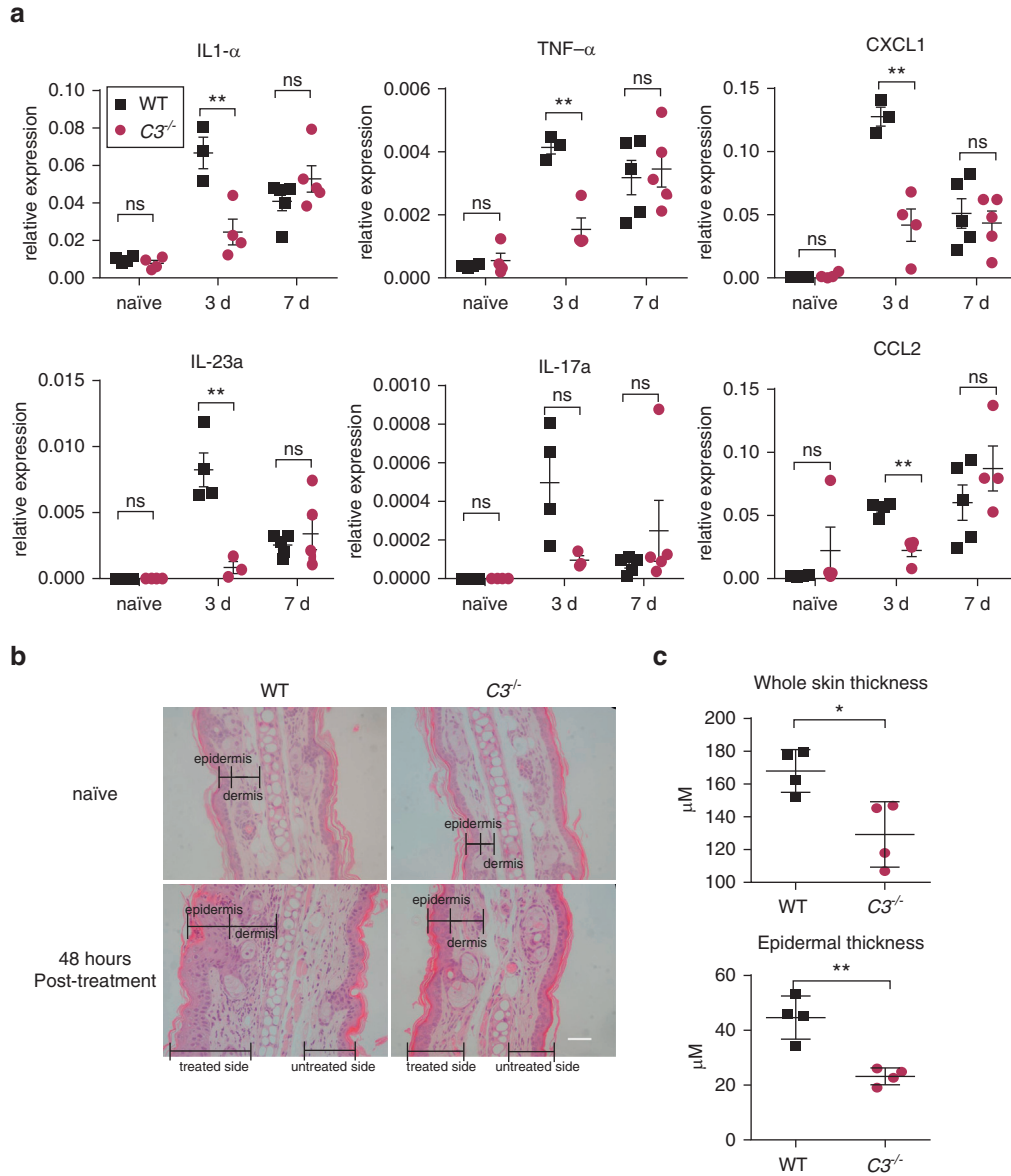 a
IL1-α
relative expression
0.10
0.08
0.06
0.04
0.02
0.00
WT
C3-/-
ns
**
ns
naïve
3 d
7 d
TNF–α
relative expression
0.006
0.004
0.002
0.000
ns
**
ns
naïve
3 d
7 d
CXCL1
relative expression
0.15
0.10
0.05
0.00
ns
**
ns
naïve
3 d
7 d
IL-23a
relative expression
0.015
0.010
0.005
0.000
ns
**
ns
naïve
3 d
7 d
IL-17a
relative expression
0.0010
0.0008
0.0006
0.0004
0.0002
0.0000
ns
ns
ns
naïve
3 d
7 d
CCL2
relative expression
0.15
0.10
0.05
0.00
ns
**
ns
naïve
3 d
7 d
b
WT
C3-/-
naïve
epidermis
dermis
epidermis
dermis
48 hours
Post-treatment
epidermis
dermis
epidermis
dermis
treated side
untreated side
treated side
untreated side
c
Whole skin thickness
µM
200
180
160
140
120
100
*
WT
C3-/-
Epidermal thickness
µM
60
40
20
0
**
WT
C3-/-